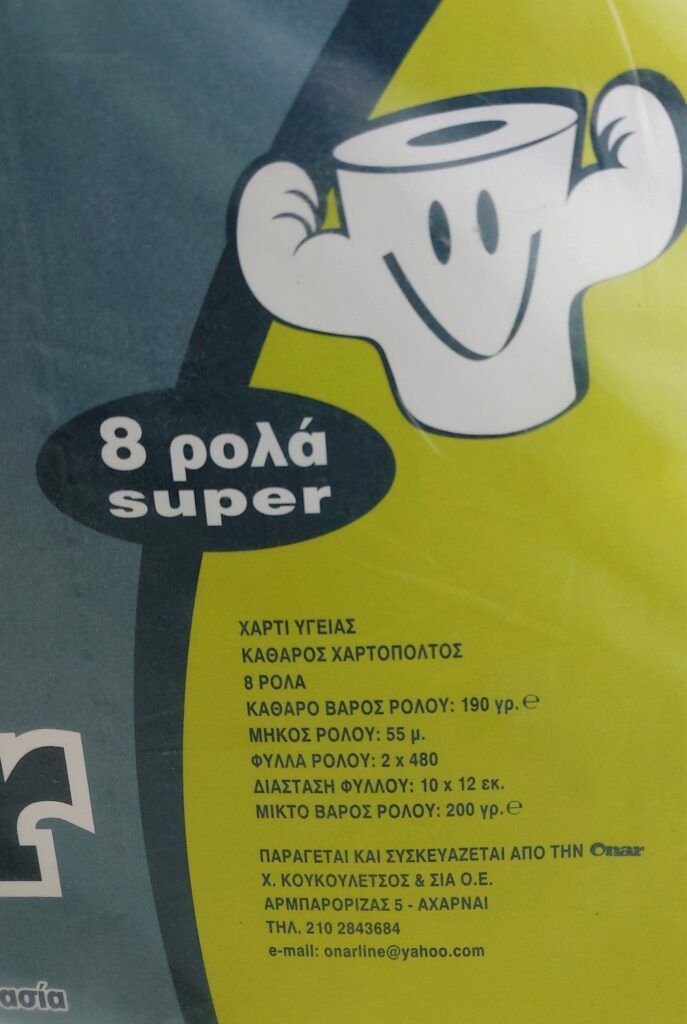 8 ρολά
super
ΧΑΡΤΙ ΥΓΕΙΑΣ
ΚΑΘΑΡΟΣ ΧΑΡΤΟΠΟΛΤΟΣ
8 ΡΟΛΑ
ΚΑΘΑΡΟ ΒΑΡΟΣ ΡΟΛΟΥ: 190 γρ.℮
ΜΗΚΟΣ ΡΟΛΟΥ: 55 μ.
ΦΥΛΛΑ ΡΟΛΟΥ: 2 x 480
ΔΙΑΣΤΑΣΗ ΦΥΛΛΟΥ: 10 x 12 εκ.
ΜΙΚΤΟ ΒΑΡΟΣ ΡΟΛΟΥ: 200 γρ.℮
ΠΑΡΑΓΕΤΑΙ ΚΑΙ ΣΥΣΚΕΥΑΖΕΤΑΙ ΑΠΟ ΤΗΝ Onar
Χ. ΚΟΥΚΟΥΛΕΤΣΟΣ & ΣΙΑ Ο.Ε.
ΑΡΜΠΑΡΟΡΙΖΑΣ 5 - ΑΧΑΡΝΑΙ
ΤΗΛ. 210 2843684
e-mail: onarline@yahoo.com
r
ασία